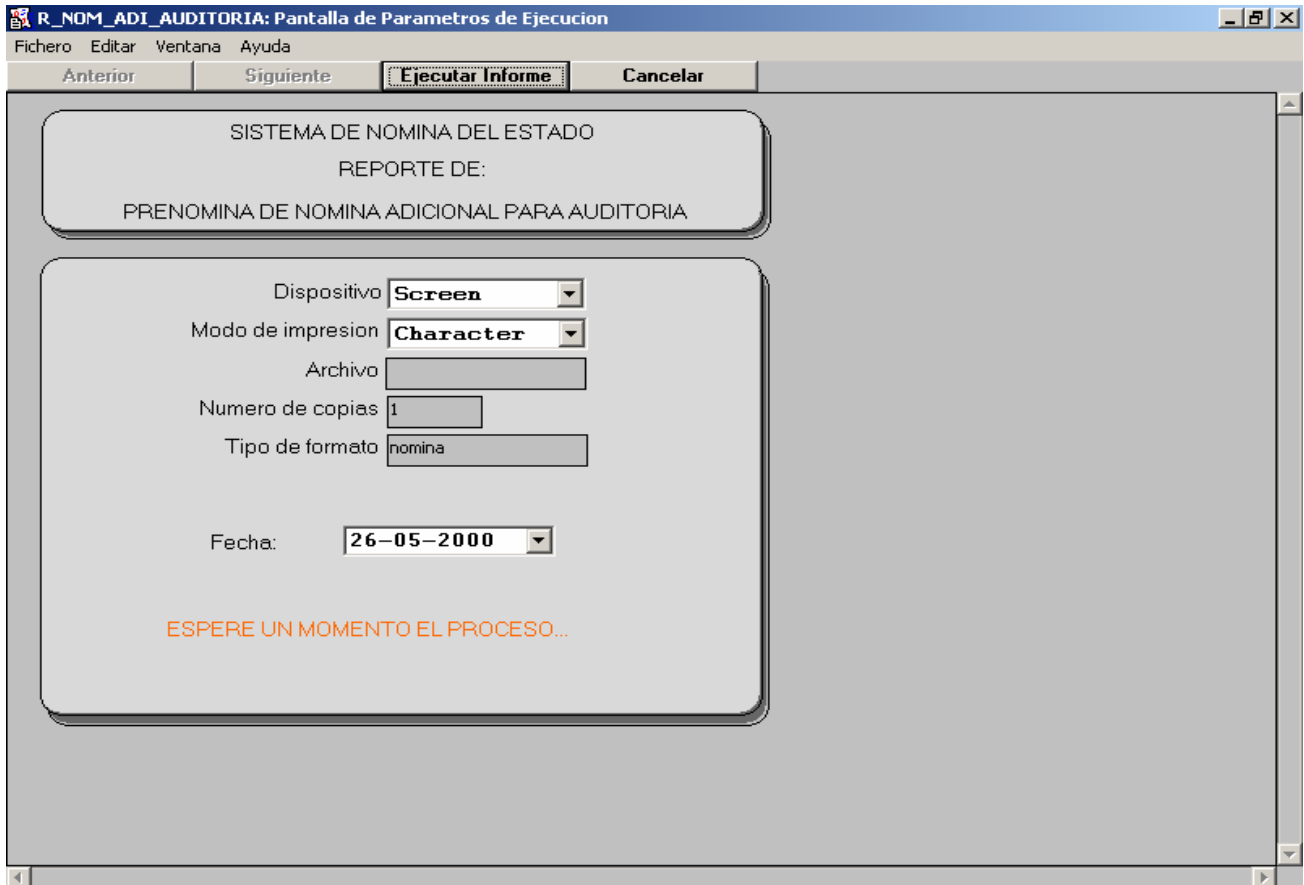 R_NOM_ADI_AUDITORIA: Pantalla de Parametros de Ejecucion
Fichero Editar Ventana Ayuda
Anterior Siguiente Ejecutar Informe Cancelar
SISTEMA DE NOMINA DEL ESTADO
REPORTE DE:
PRENOMINA DE NOMINA ADICIONAL PARA AUDITORIA
Dispositivo Screen
Modo de impresion Character
Archivo
Numero de copias 1
Tipo de formato nomina
Fecha: 26-05-2000
ESPERE UN MOMENTO EL PROCESO...